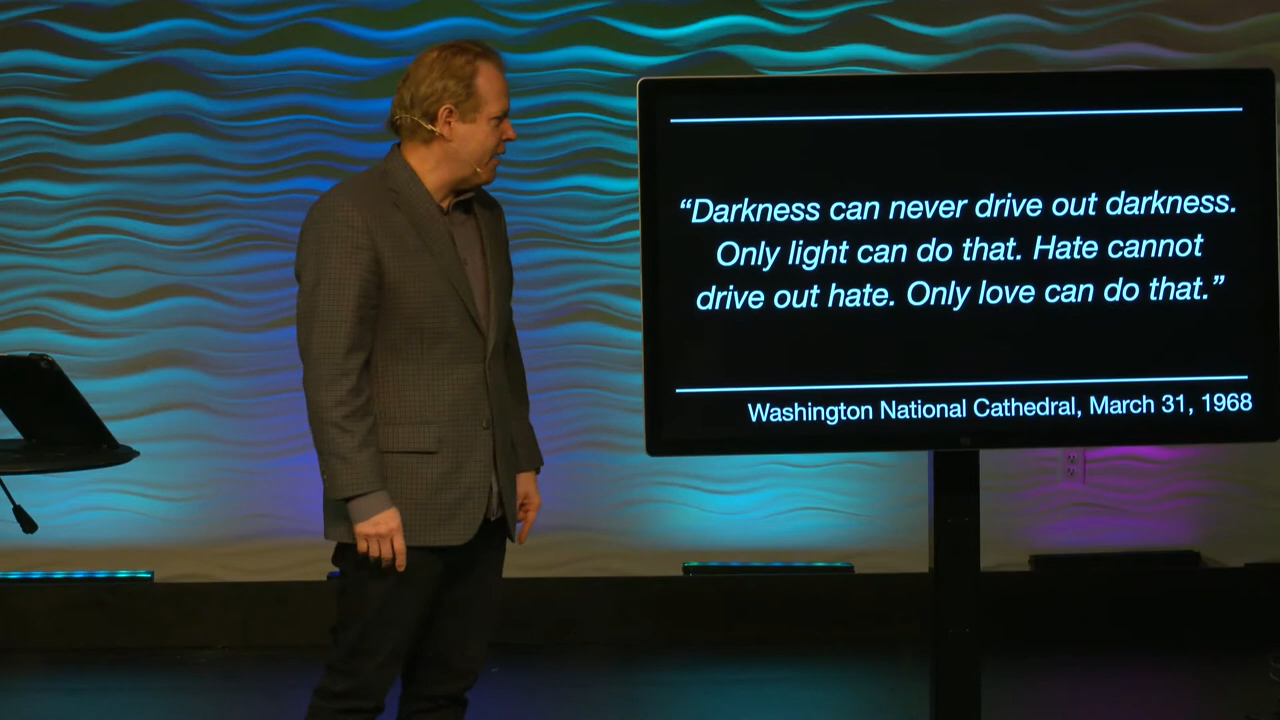 “Darkness can never drive out darkness.
Only light can do that. Hate cannot
drive out hate. Only love can do that.”
Washington National Cathedral, March 31, 1968